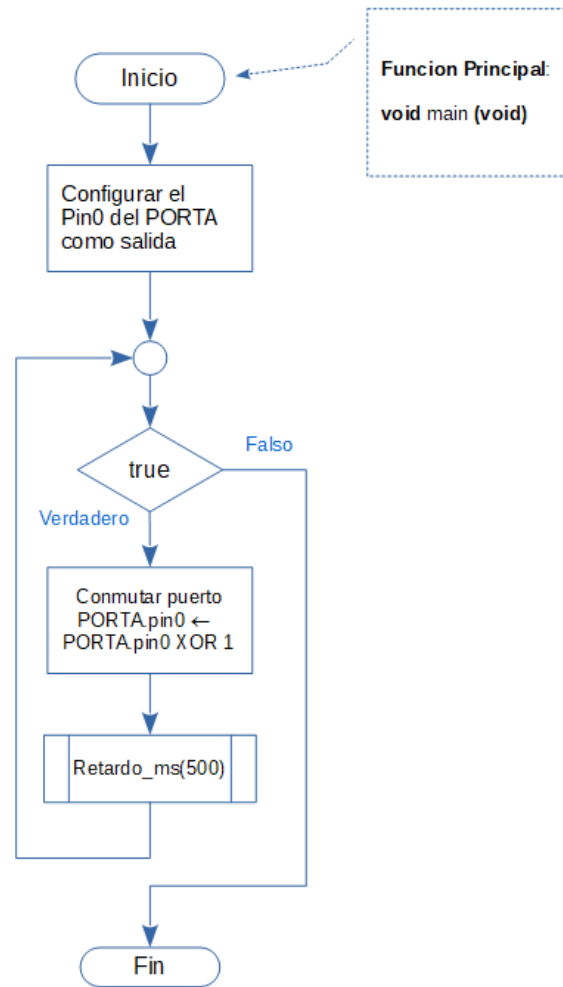 Inicio
Funcion Principal:
void main (void)
Configurar el
Pin0 del PORTA
como salida
true
Falso
Verdadero
Conmutar puerto
PORTA.pin0 ←
PORTA.pin0 XOR 1
Retardo_ms(500)
Fin